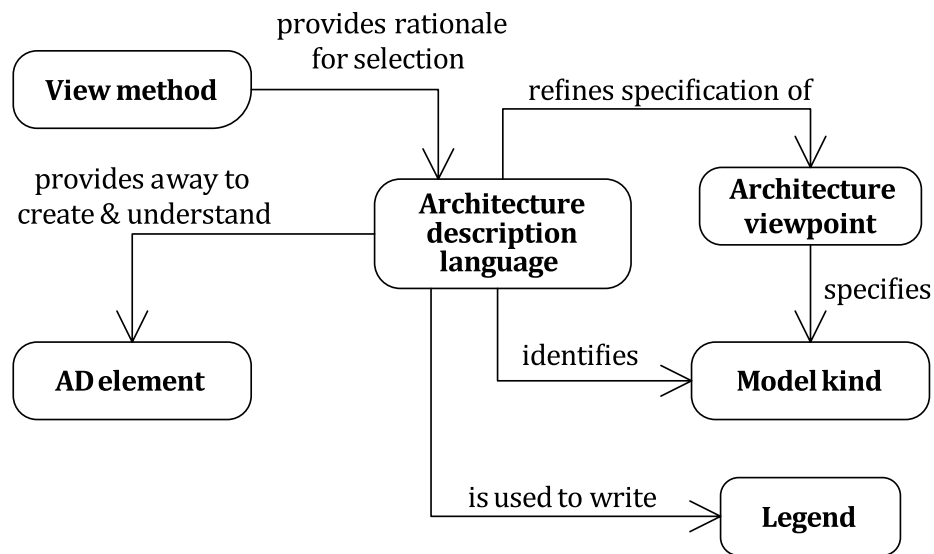 provides rationale
for selection
View method
refines specification of
provides away to
create & understand
Architecture
description
language
Architecture
viewpoint
specifies
identifies
AD element
Model kind
is used to write
Legend